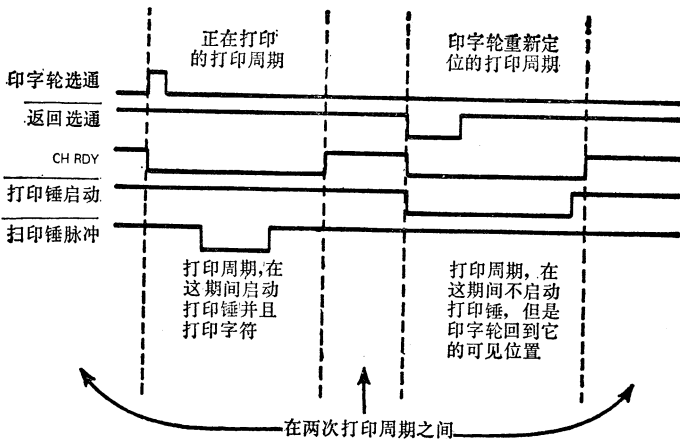 正在打印
的打印周期
印字轮重新定
位的打印周期
印字轮选通
返回选通
CH RDY
打印锤启动
扫印锤脉冲
打印周期,在
这期间启动
打印锤并且
打印字符
打印周期，在
这期间不启动
打印锤，但是
印字轮回到它
的可见位置
在两次打印周期之间